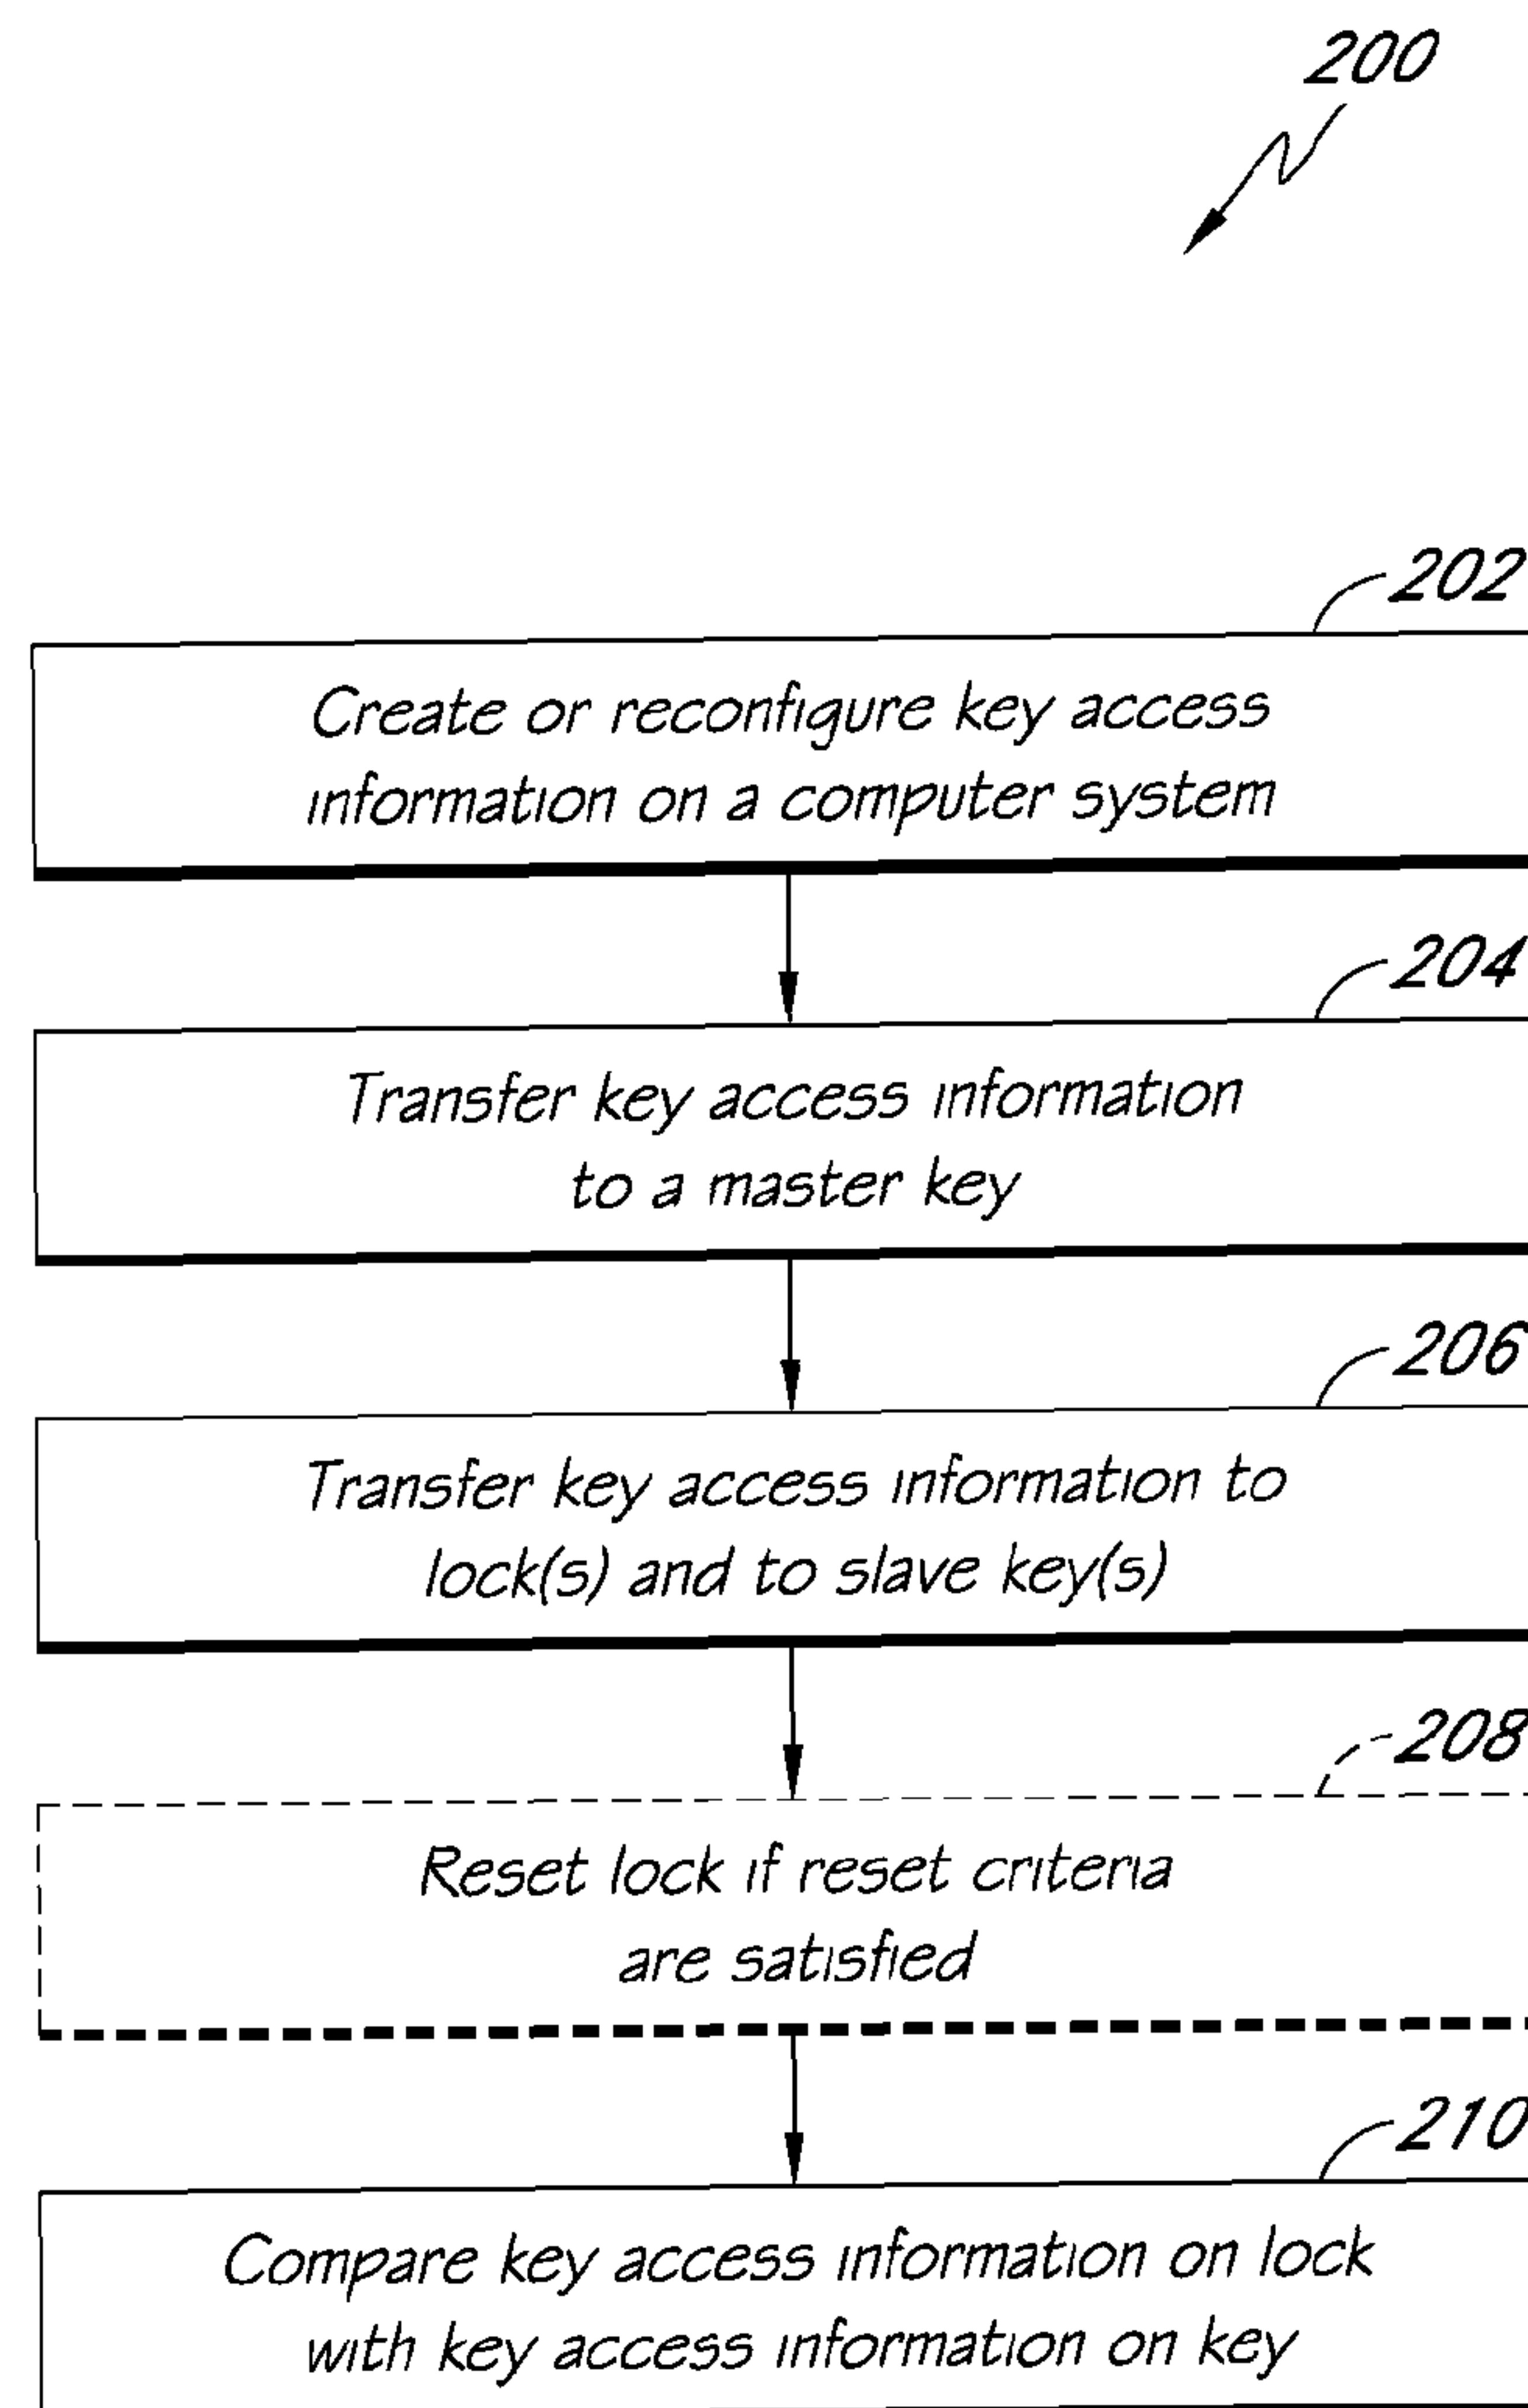 200
202
Create or reconfigure key access
information on a computer system
204
Transfer key access information
to a master key
206
Transfer key access information to
lock(s) and to slave key(s)
208
Reset lock if reset criteria
are satisfied
210
Compare key access information on lock
with key access information on key